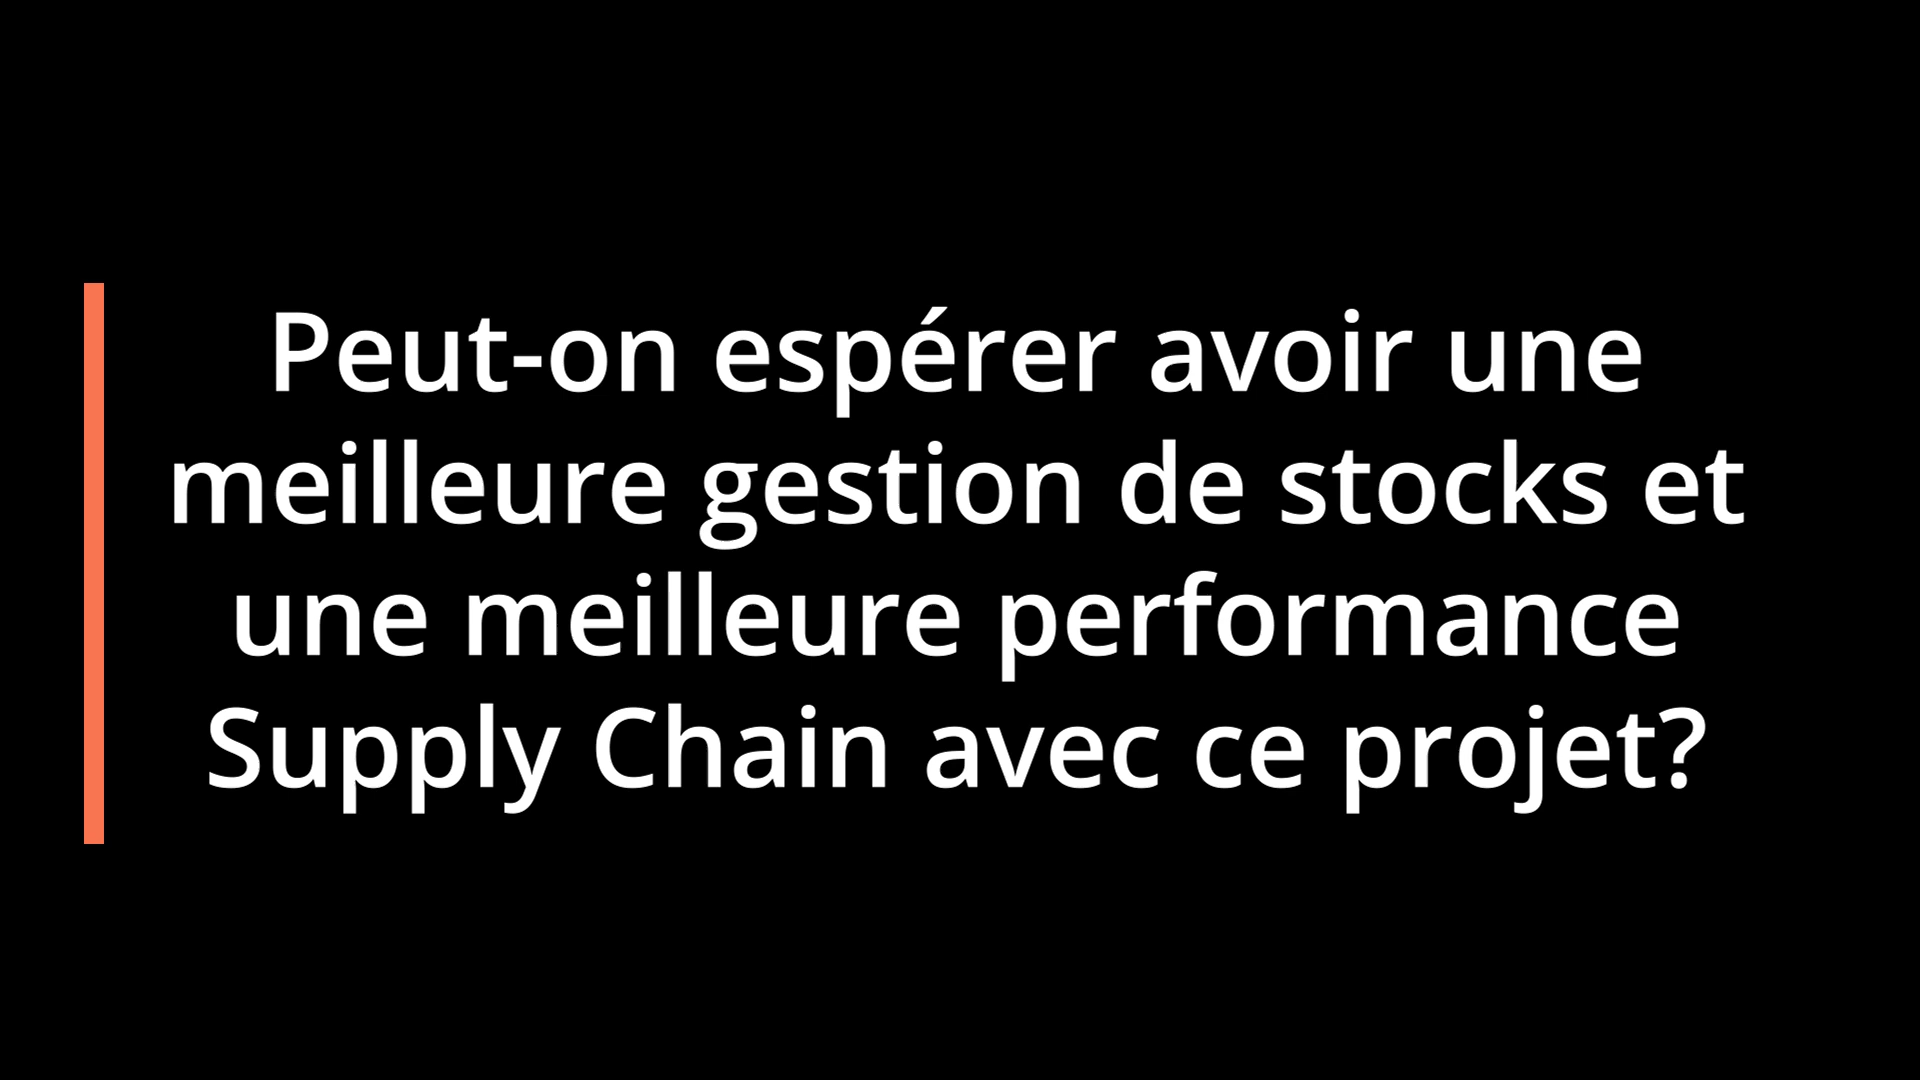 Peut-on espérer avoir une
meilleure gestion de stocks et
une meilleure performance
Supply Chain avec ce projet?